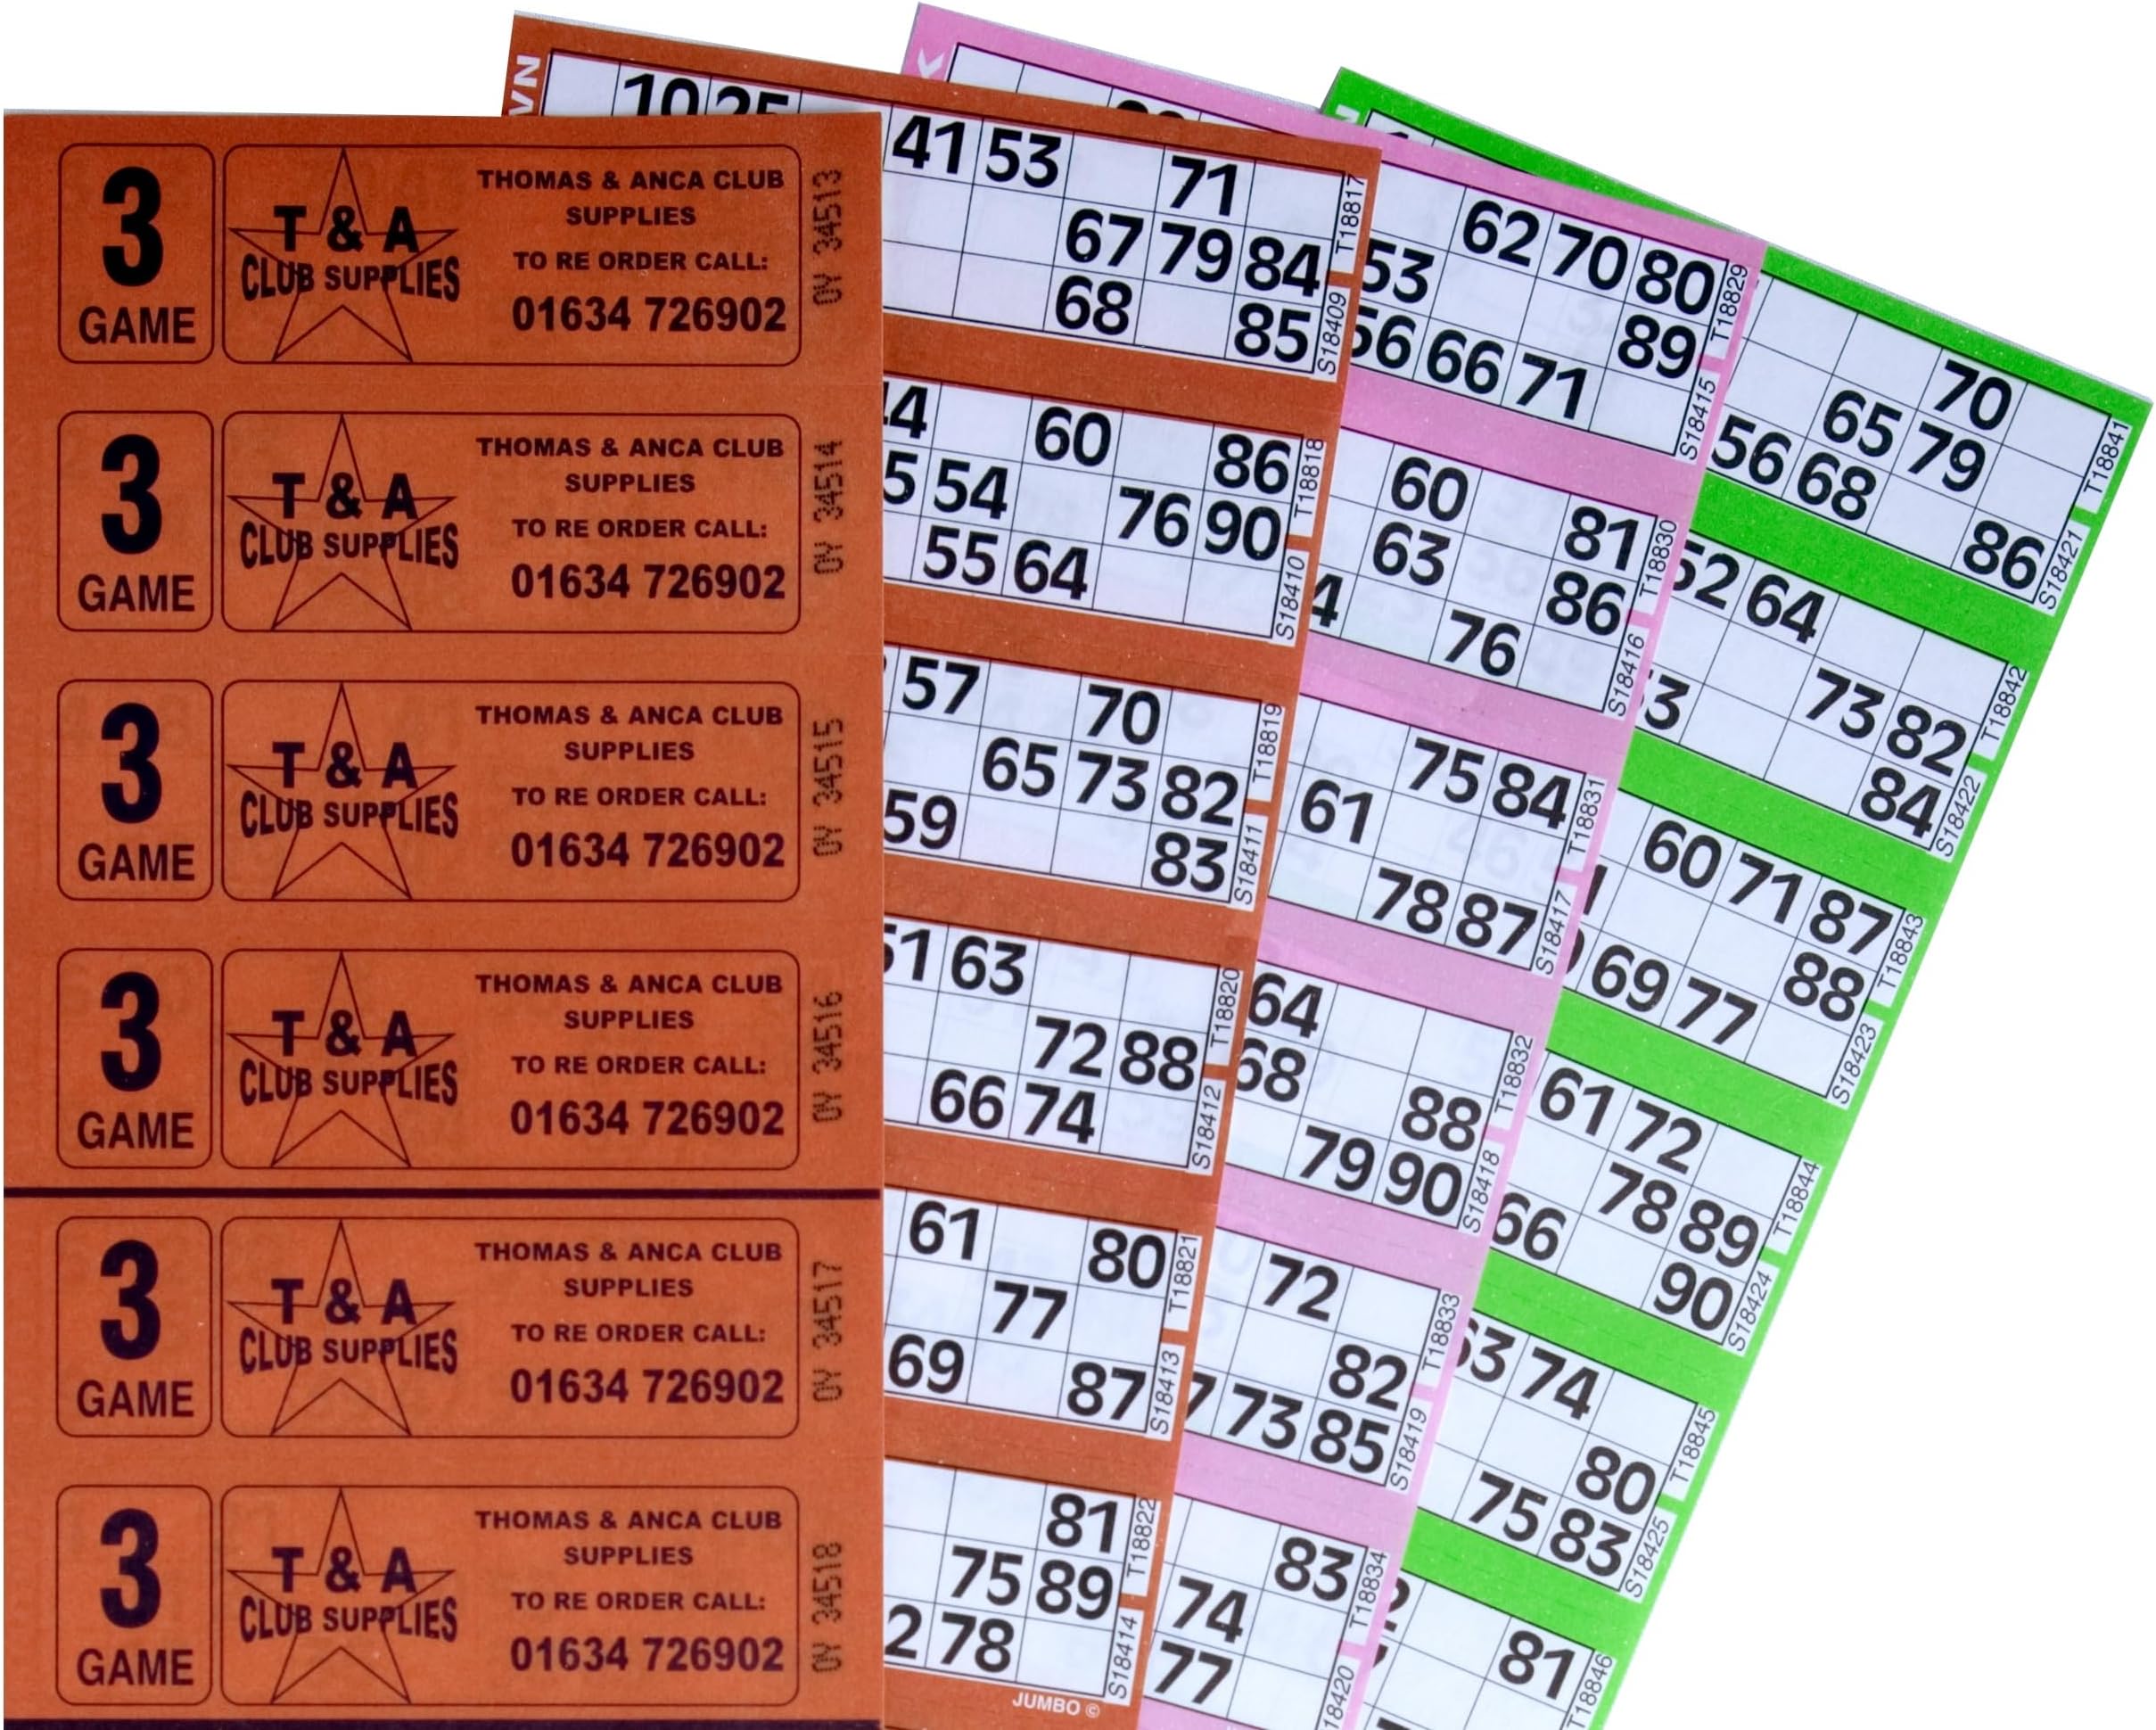 3
GAME
T & A
CLUB SUPPLIES
THOMAS & ANCA CLUB
SUPPLIES
TO RE ORDER CALL:
01634 726902
OY 34513
3
GAME
T & A
CLUB SUPPLIES
THOMAS & ANCA CLUB
SUPPLIES
TO RE ORDER CALL:
01634 726902
OY 34514
3
GAME
T & A
CLUB SUPPLIES
THOMAS & ANCA CLUB
SUPPLIES
TO RE ORDER CALL:
01634 726902
OY 34515
3
GAME
T & A
CLUB SUPPLIES
THOMAS & ANCA CLUB
SUPPLIES
TO RE ORDER CALL:
01634 726902
OY 34516
3
GAME
T & A
CLUB SUPPLIES
THOMAS & ANCA CLUB
SUPPLIES
TO RE ORDER CALL:
01634 726902
OY 34517
3
GAME
T & A
CLUB SUPPLIES
THOMAS & ANCA CLUB
SUPPLIES
TO RE ORDER CALL:
01634 726902
OY 34518
10 25 41 53 71
67 79 84
68 85
T18817
S18409
60 86
54 76 90
55 64
T18818
S18410
57 70
65 73 82
59 83
T18819
S18411
51 63
72 88
66 74
T18820
S18412
61 80
77
69 87
T18821
S18413
81
75 89
78
T18822
S18414
JUMBO ©
62 70 80
53 89
56 66 71
T18829
S18415
60 81
63 86
76
T18830
S18416
75 84
61
78 87
T18831
S18417
64
68 88
79 90
T18832
S18418
72
82
73 85
T18833
S18419
83
74
77
T18834
18420
70
65 79
56 68 86
T18841
S18421
52 64
73 82
84
T18842
S18422
60 71 87
88
69 77
T18843
S18423
61 72
78 89
66 90
T18844
S18424
74
80
75 83
T18845
S18425
81
T18846